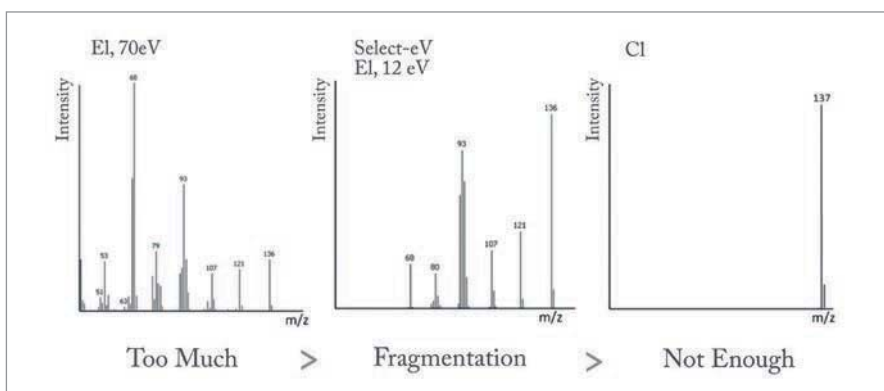 EI, 70eV
Intensity
68
93
53
79
51
62
107
121
136
m/z
Select-eV
EI, 12 eV
Intensity
136
93
121
107
68
80
m/z
CI
Intensity
137
m/z
Too Much > Fragmentation > Not Enough